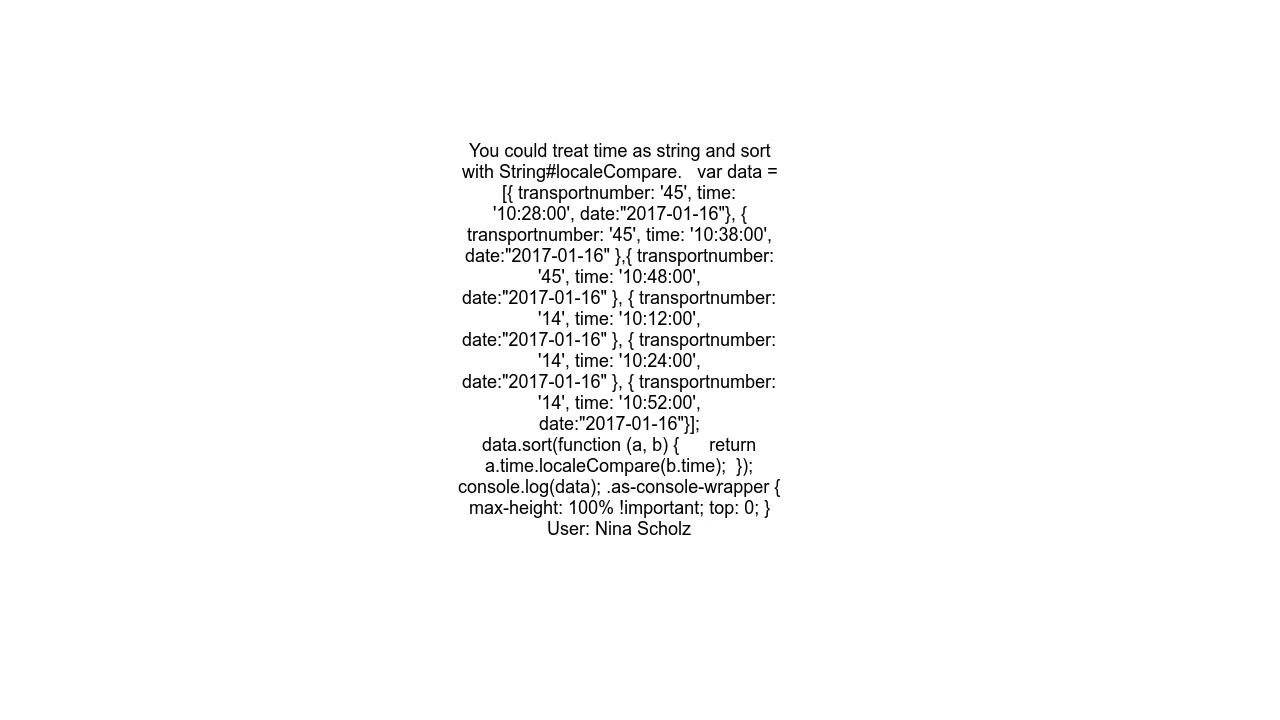 You could treat time as string and sort
with String#localeCompare.   var data =
[{ transportnumber: '45', time:
'10:28:00', date:"2017-01-16"}, {
transportnumber: '45', time: '10:38:00',
date:"2017-01-16" },{ transportnumber:
'45', time: '10:48:00',
date:"2017-01-16" }, { transportnumber:
'14', time: '10:12:00',
date:"2017-01-16" }, { transportnumber:
'14', time: '10:24:00',
date:"2017-01-16" }, { transportnumber:
'14', time: '10:52:00',
date:"2017-01-16"}];
data.sort(function (a, b) {      return
a.time.localeCompare(b.time);  });
console.log(data); .as-console-wrapper {
max-height: 100% !important; top: 0; }
User: Nina Scholz